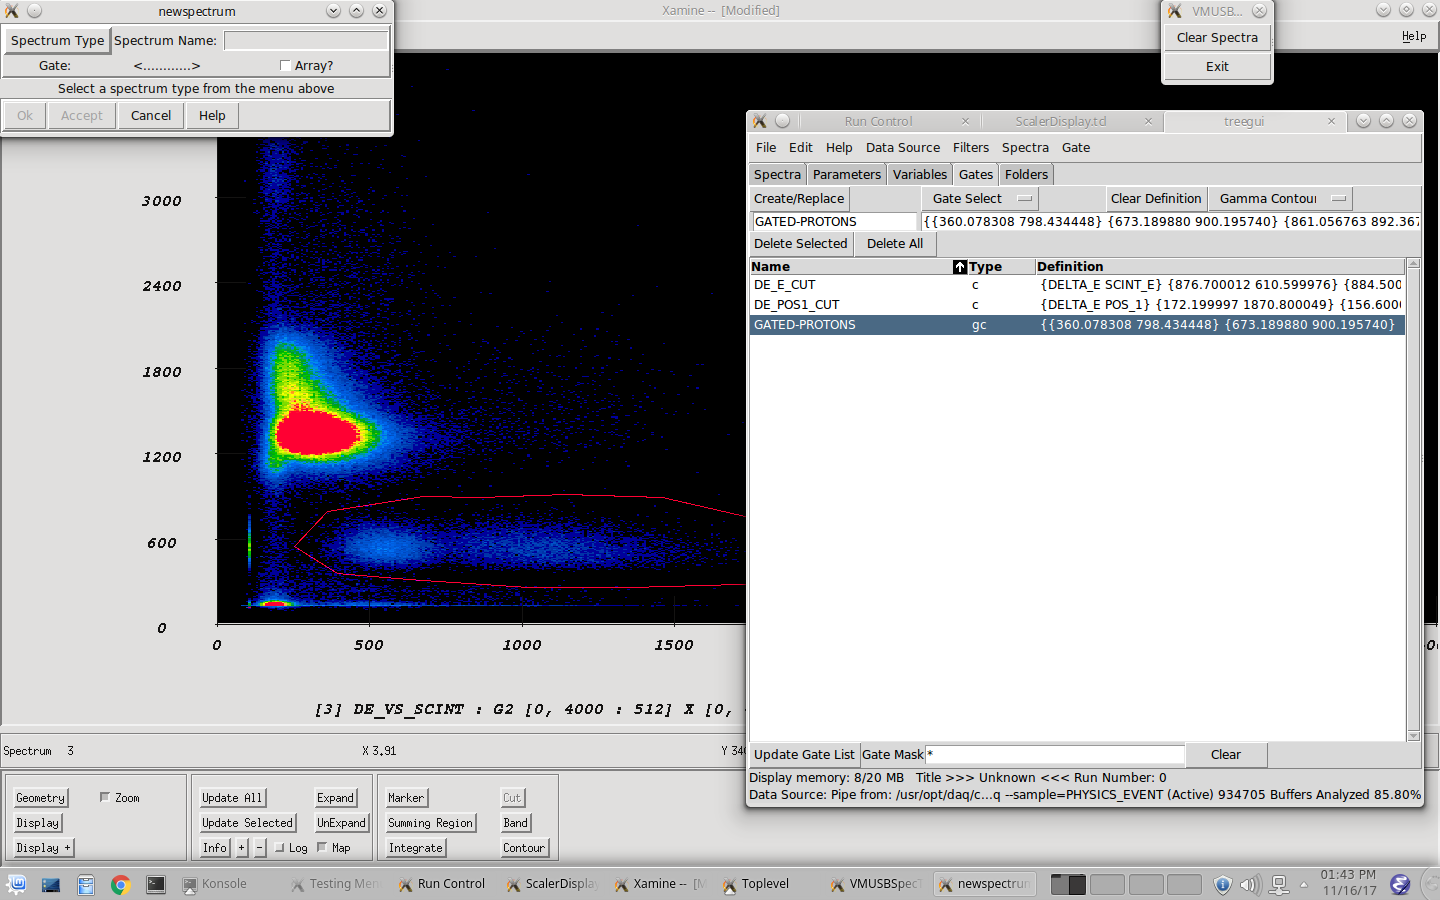 newspectrum
Xamine -- [Modified]
VMUSB...
Spectrum Type Spectrum Name:
Gate: <............> Array?
Select a spectrum type from the menu above
Ok Accept Cancel Help
Help
Clear Spectra
Exit
Run Control ScalerDisplay.td treegui
File Edit Help Data Source Filters Spectra Gate
Spectra Parameters Variables Gates Folders
Create/Replace Gate Select Clear Definition Gamma Contour
GATED-PROTONS {{360.078308 798.434448} {673.189880 900.195740} {861.056763 892.367
Delete Selected Delete All
Name Type Definition
DE_E_CUT c {DELTA_E SCINT_E} {876.700012 610.599976} {884.500
DE_POS1_CUT c {DELTA_E POS_1} {172.199997 1870.800049} {156.6000
GATED-PROTONS gc {{360.078308 798.434448} {673.189880 900.195740}
Update Gate List Gate Mask * Clear
Display memory: 8/20 MB Title >>> Unknown <<< Run Number: 0
Data Source: Pipe from: /usr/opt/daq/c...q --sample=PHYSICS_EVENT (Active) 934705 Buffers Analyzed 85.80%
3000
2400
1800
1200
600
0
0 500 1000 1500
[3] DE_VS_SCINT : G2 [0, 4000 : 512] X [0,
Spectrum 3 X 3.91 Y 340
Geometry Zoom Update All Expand Marker Cut
Display Update Selected UnExpand Summing Region Band
Display + Info + - Log Map Integrate Contour
Konsole Testing Men Run Control ScalerDisplay Xamine -- [M Toplevel VMUSBSpecT newspectrum
01:43 PM
11/16/17